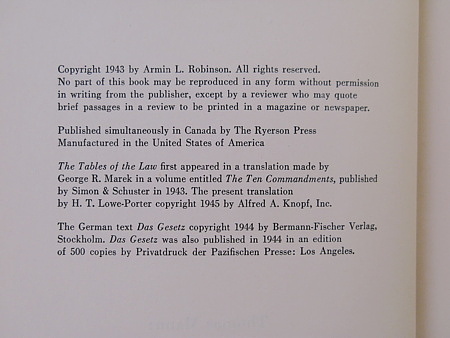 Copyright 1943 by Armin L. Robinson. All rights reserved.
No part of this book may be reproduced in any form without permission
in writing from the publisher, except by a reviewer who may quote
brief passages in a review to be printed in a magazine or newspaper.
Published simultaneously in Canada by The Ryerson Press
Manufactured in the United States of America
The Tables of the Law first appeared in a translation made by
George R. Marek in a volume entitled The Ten Commandments, published
by Simon & Schuster in 1943. The present translation
by H. T. Lowe-Porter copyright 1945 by Alfred A. Knopf, Inc.
The German text Das Gesetz copyright 1944 by Bermann-Fischer Verlag,
Stockholm. Das Gesetz was also published in 1944 in an edition
of 500 copies by Privatdruck der Pazifischen Presse: Los Angeles.